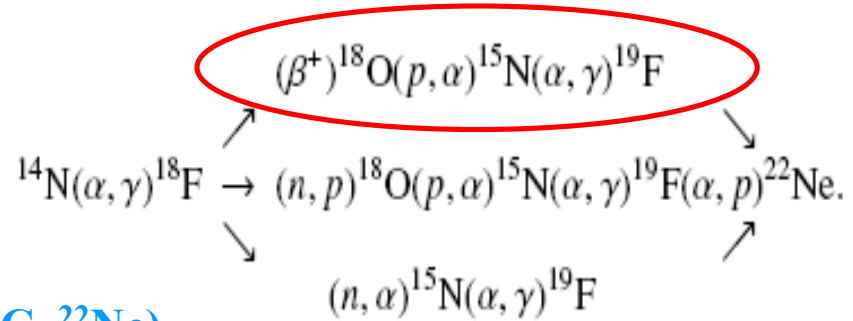 (β⁺)¹⁸O(p, α)¹⁵N(α, γ)¹⁹F
↗ ↘
¹⁴N(α, γ)¹⁸F → (n, p)¹⁸O(p, α)¹⁵N(α, γ)¹⁹F(α, p)²²Ne.
↘ ↗
(n, α)¹⁵N(α, γ)¹⁹F